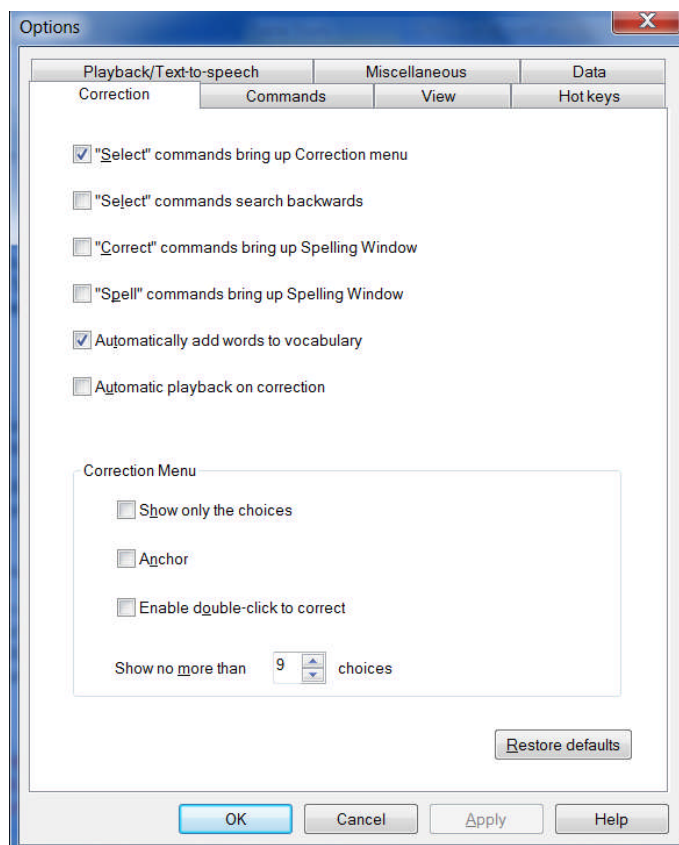 Options
Playback/Text-to-speech Miscellaneous Data
Correction Commands View Hot keys
"Select" commands bring up Correction menu
"Select" commands search backwards
"Correct" commands bring up Spelling Window
"Spell" commands bring up Spelling Window
Automatically add words to vocabulary
Automatic playback on correction
Correction Menu
Show only the choices
Anchor
Enable double-click to correct
Show no more than 9 choices
Restore defaults
OK Cancel Apply Help